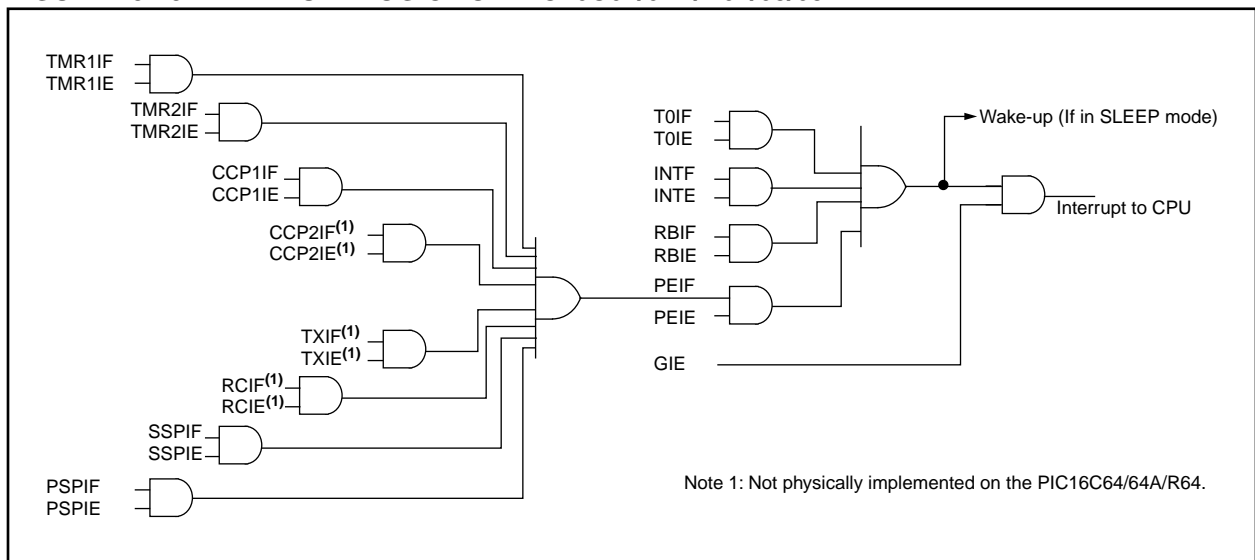 TMR1IF
TMR1IE
TMR2IF
TMR2IE
CCP1IF
CCP1IE
CCP2IF(1)
CCP2IE(1)
TXIF(1)
TXIE(1)
RCIF(1)
RCIE(1)
SSPIF
SSPIE
PSPIF
PSPIE
T0IF
T0IE
INTF
INTE
RBIF
RBIE
PEIF
PEIE
GIE
Wake-up (If in SLEEP mode)
Interrupt to CPU
Note 1: Not physically implemented on the PIC16C64/64A/R64.